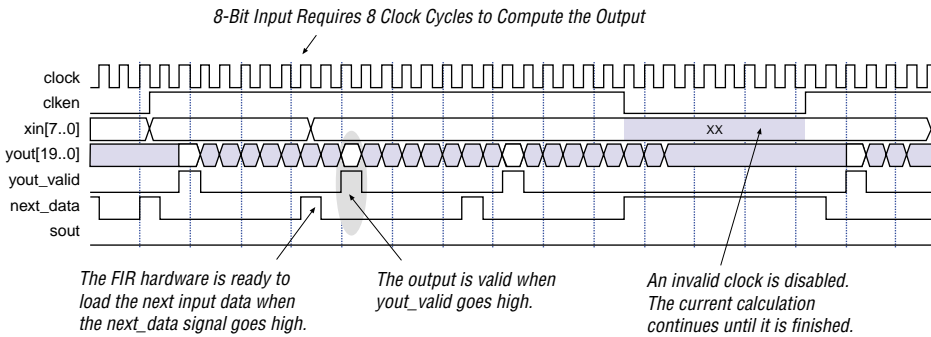 8-Bit Input Requires 8 Clock Cycles to Compute the Output
clock
clken
xin[7..0]
XX
yout[19..0]
yout_valid
next_data
sout
The FIR hardware is ready to
load the next input data when
the next_data signal goes high.
The output is valid when
yout_valid goes high.
An invalid clock is disabled.
The current calculation
continues until it is finished.